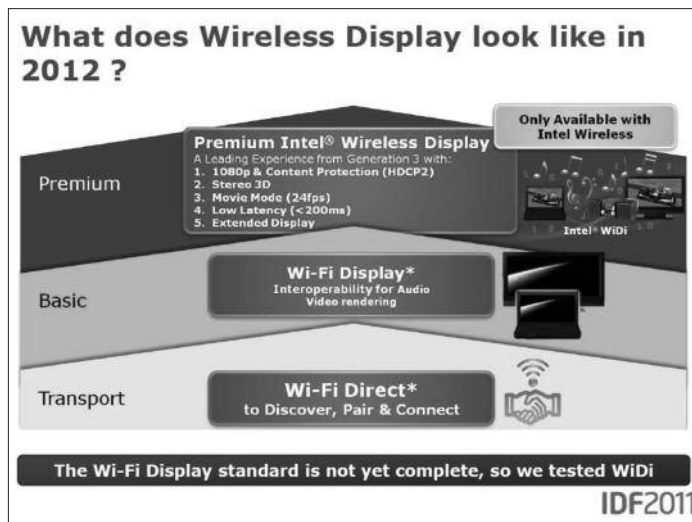 What does Wireless Display look like in
2012 ?
Only Available with
Intel Wireless
Premium
Premium Intel® Wireless Display
A Leading Experience from Generation 3 with:
1. 1080p & Content Protection (HDCP2)
2. Stereo 3D
3. Movie Mode (24fps)
4. Low Latency (<200ms)
5. Extended Display
Intel® WiDi
Basic
Wi-Fi Display*
Interoperability for Audio
Video rendering
Transport
Wi-Fi Direct*
to Discover, Pair & Connect
The Wi-Fi Display standard is not yet complete, so we tested WiDi
IDF2011